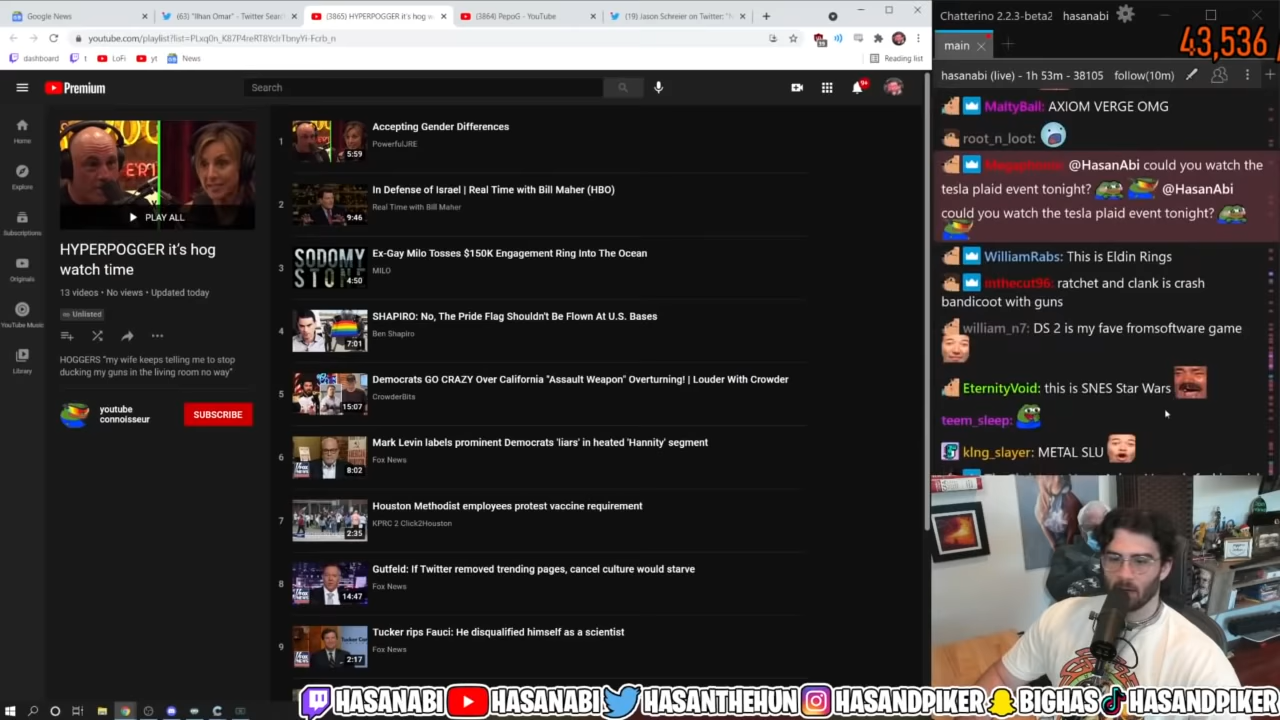 Google News
(63) "Ilhan Omar" - Twitter Sear
(3865) HYPERPOGGER it's hog w
(3864) PepoG - YouTube
(19) Jason Schreier on Twitter: "
youtube.com/playlist?list=PLxq0n_K87P4reRT8YclrTbnyYi-Fcrb_n
dashboard
t
LoFi
yt
News
Reading list
Premium
Search
9+
Home
Explore
Subscriptions
Originals
YouTube Music
Library
PLAY ALL
HYPERPOGGER it's hog
watch time
13 videos • No views • Updated today
Unlisted
HOGGERS "my wife keeps telling me to stop
ducking my guns in the living room no way"
youtube
connoisseur
SUBSCRIBE
1
5:59
Accepting Gender Differences
PowerfulJRE
2
9:46
In Defense of Israel | Real Time with Bill Maher (HBO)
Real Time with Bill Maher
3
SODOMY
STONE
4:50
Ex-Gay Milo Tosses $150K Engagement Ring Into The Ocean
MILO
4
7:01
SHAPIRO: No, The Pride Flag Shouldn't Be Flown At U.S. Bases
Ben Shapiro
5
15:07
Democrats GO CRAZY Over California "Assault Weapon" Overturning! | Louder With Crowder
CrowderBits
6
8:02
Mark Levin labels prominent Democrats 'liars' in heated 'Hannity' segment
Fox News
7
2:35
Houston Methodist employees protest vaccine requirement
KPRC 2 Click2Houston
8
14:47
Gutfeld: If Twitter removed trending pages, cancel culture would starve
Fox News
9
2:17
Tucker rips Fauci: He disqualified himself as a scientist
Fox News
Chatterino 2.2.3-beta2
hasanabi
43,536
main
hasanabi (live) - 1h 53m - 38105
follow(10m)
MaltyBall: AXIOM VERGE OMG
root_n_loot:
@HasanAbi could you watch the
tesla plaid event tonight? @HasanAbi
could you watch the tesla plaid event tonight?
WilliamRabs: This is Eldin Rings
inthecut96: ratchet and clank is crash
bandicoot with guns
william_n7: DS 2 is my fave fromsoftware game
EternityVoid: this is SNES Star Wars
teem_sleep:
klng_slayer: METAL SLU
HASANABI
HASANABI
HASANTHEHUN
HASANDPIKER
BIGHAS
HASANDPIKER